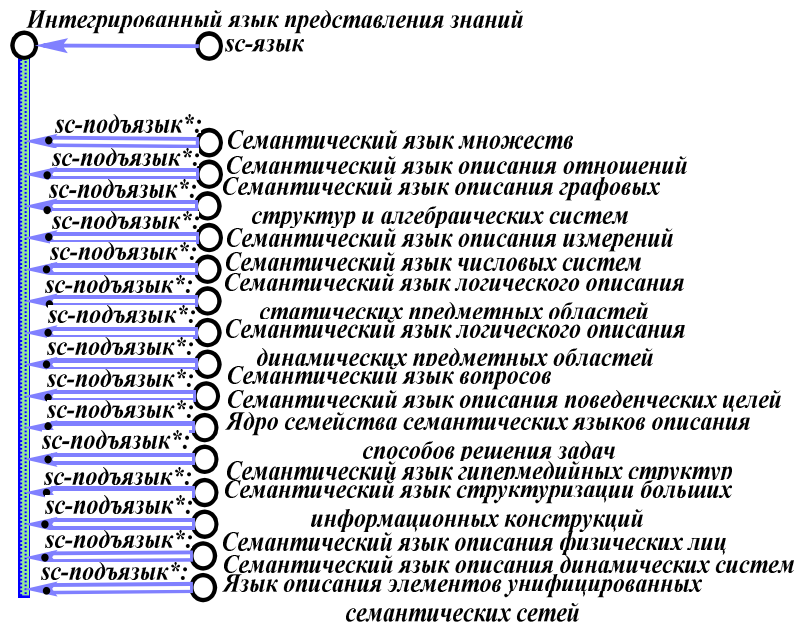 Интегрированный язык представления знаний
sc-язык
sc-подъязык*:
Семантический язык множеств
sc-подъязык*:
Семантический язык описания отношений
sc-подъязык*:
Семантический язык описания графовых
структур и алгебраических систем
sc-подъязык*:
Семантический язык описания измерений
sc-подъязык*:
Семантический язык числовых систем
sc-подъязык*:
Семантический язык логического описания
статических предметных областей
sc-подъязык*:
Семантический язык логического описания
динамических предметных областей
sc-подъязык*:
Семантический язык вопросов
sc-подъязык*:
Семантический язык описания поведенческих целей
sc-подъязык*:
Ядро семейства семантических языков описания
способов решения задач
sc-подъязык*:
Семантический язык гипермедийных структур
sc-подъязык*:
Семантический язык структуризации больших
информационных конструкций
sc-подъязык*:
Семантический язык описания физических лиц
sc-подъязык*:
Семантический язык описания динамических систем
sc-подъязык*:
Язык описания элементов унифицированных
семантических сетей
sc-подъязык*: